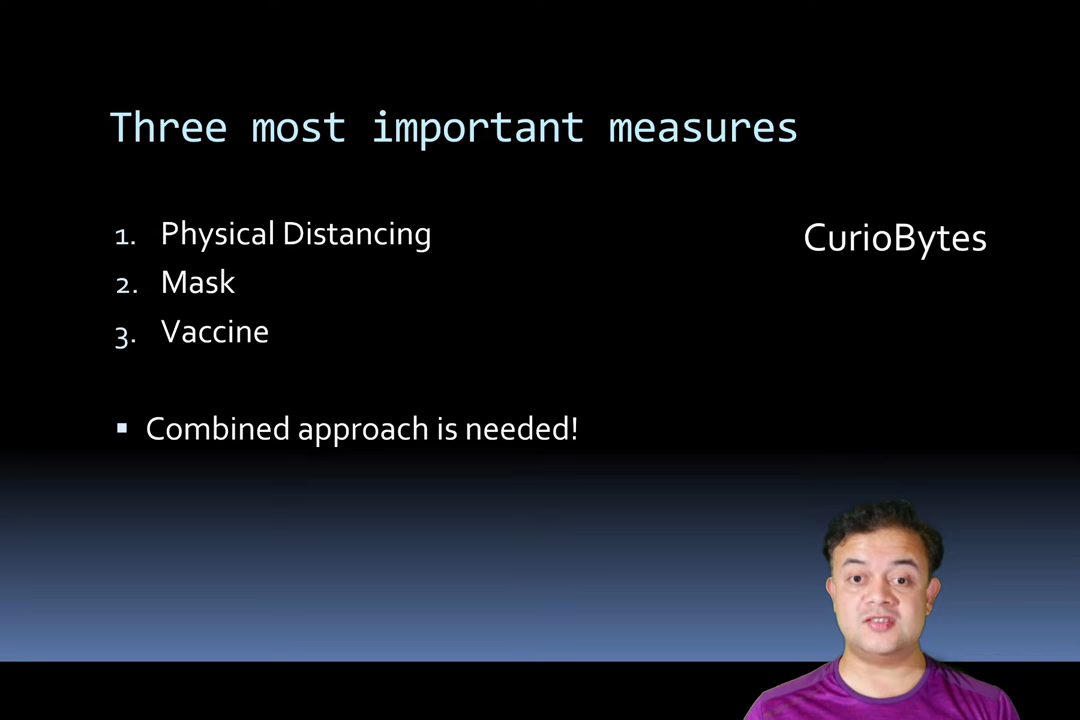 Three most important measures
1. Physical Distancing
2. Mask
3. Vaccine
▪ Combined approach is needed!
CurioBytes